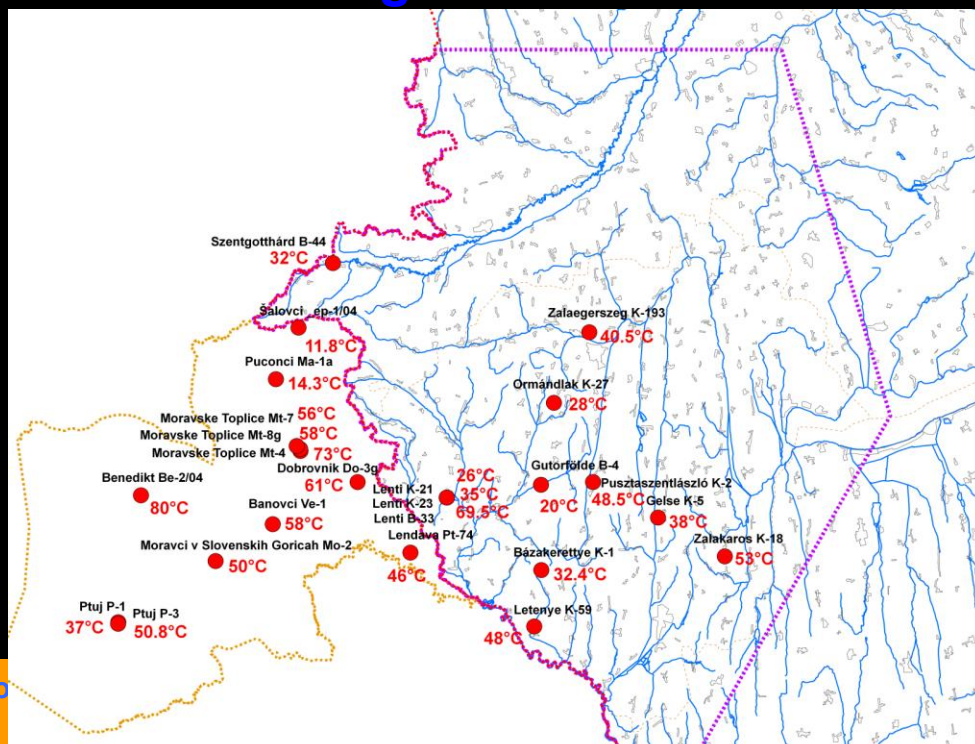 Szentgotthárd B-44
32°C
Šalovci ep-1/04
11.8°C
Zalaegerszeg K-193
40.5°C
Puconci Ma-1a
14.3°C
Ormándlak K-27
28°C
56°C
Moravske Toplice Mt-7
58°C
Moravske Toplice Mt-8g
Moravske Toplice Mt-4
73°C
Dobrovnik Do-3g
61°C
Benedikt Be-2/04
80°C
26°C
Lenti K-21
35°C
Lenti K-23
69.5°C
Lenti B-33
Gutorfölde B-4
20°C
Pusztaszentlászló K-2
48.5°C
Gelse K-5
38°C
Banovci Ve-1
58°C
Lendava Pt-74
46°C
Moravci v Slovenskih Goricah Mo-2
50°C
Zalakaros K-18
53°C
Bázakerettye K-1
32.4°C
Ptuj P-1
37°C
Ptuj P-3
50.8°C
Letenye K-59
48°C